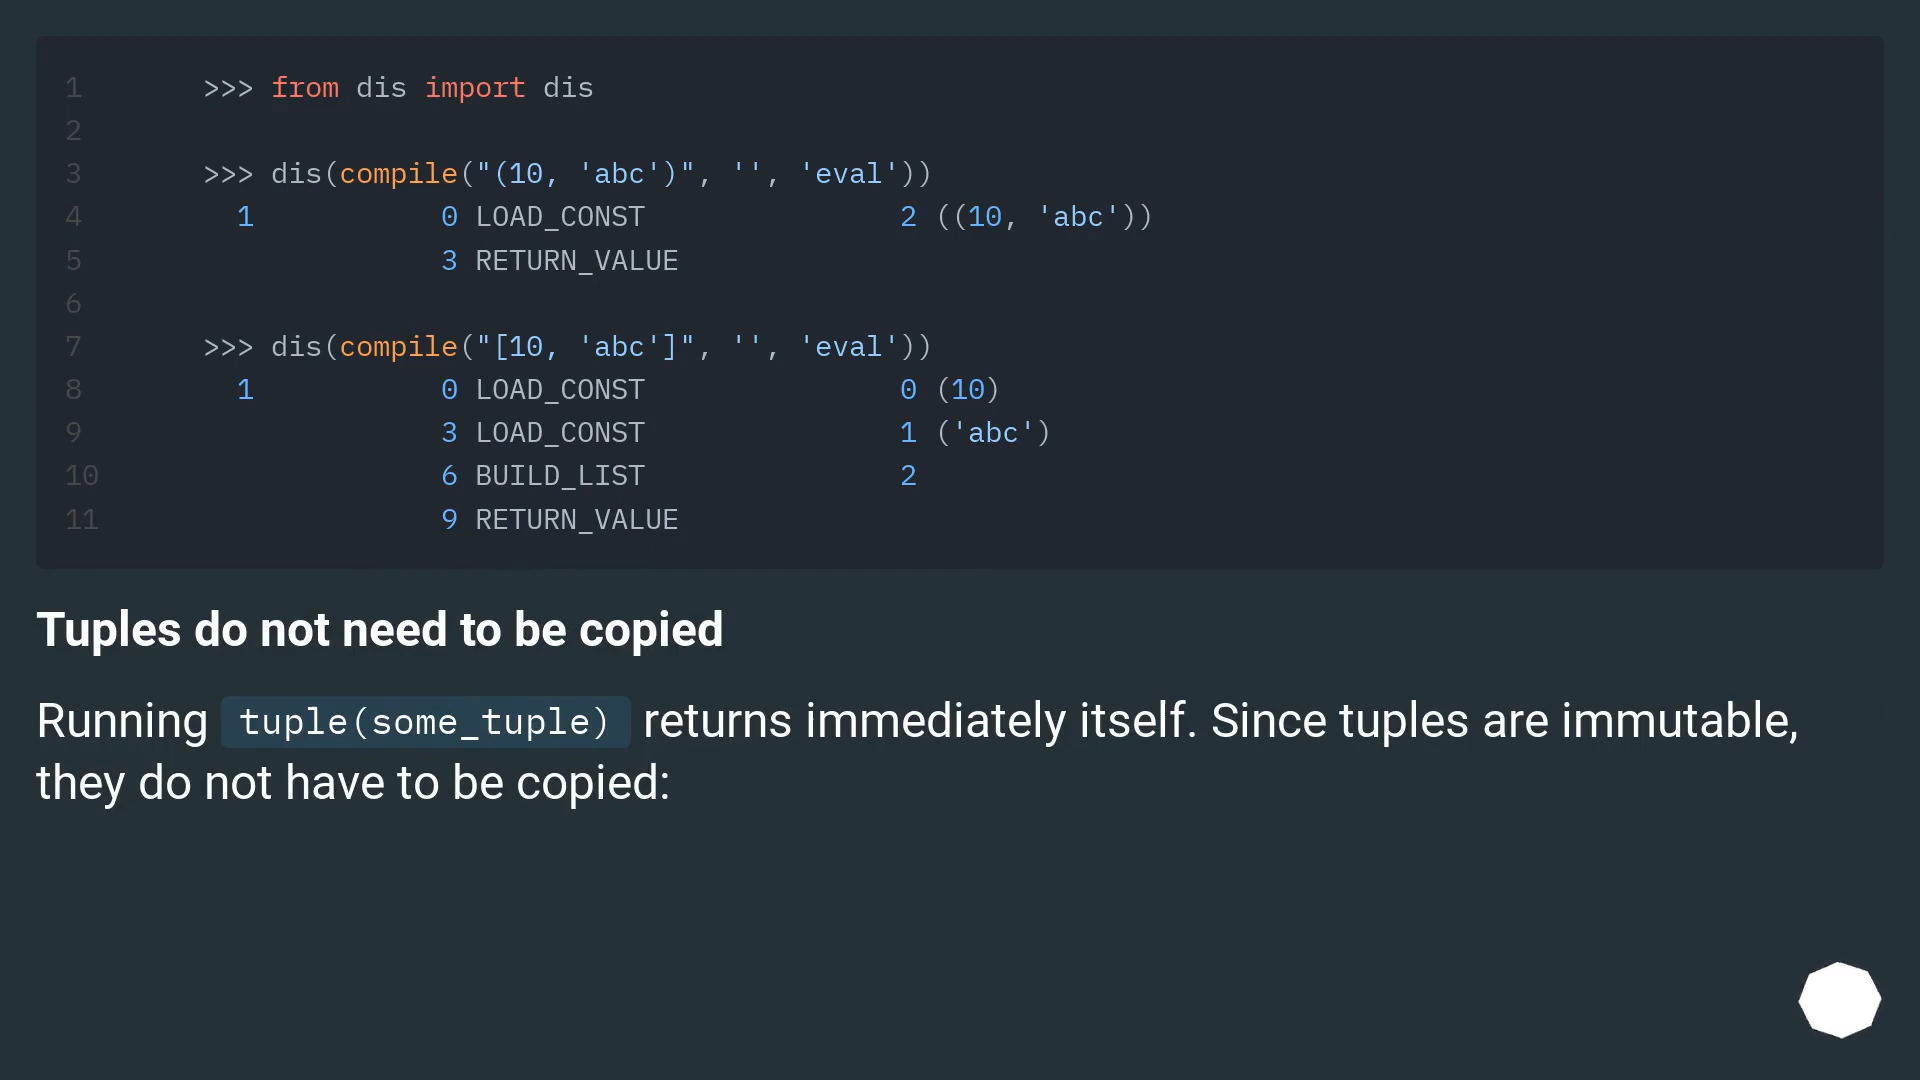 1 >>> from dis import dis
2
3 >>> dis(compile("(10, 'abc')", '', 'eval'))
4 1 0 LOAD_CONST 2 ((10, 'abc'))
5 3 RETURN_VALUE
6
7 >>> dis(compile("[10, 'abc']", '', 'eval'))
8 1 0 LOAD_CONST 0 (10)
9 3 LOAD_CONST 1 ('abc')
10 6 BUILD_LIST 2
11 9 RETURN_VALUE
Tuples do not need to be copied
Running tuple(some_tuple) returns immediately itself. Since tuples are immutable,
they do not have to be copied: